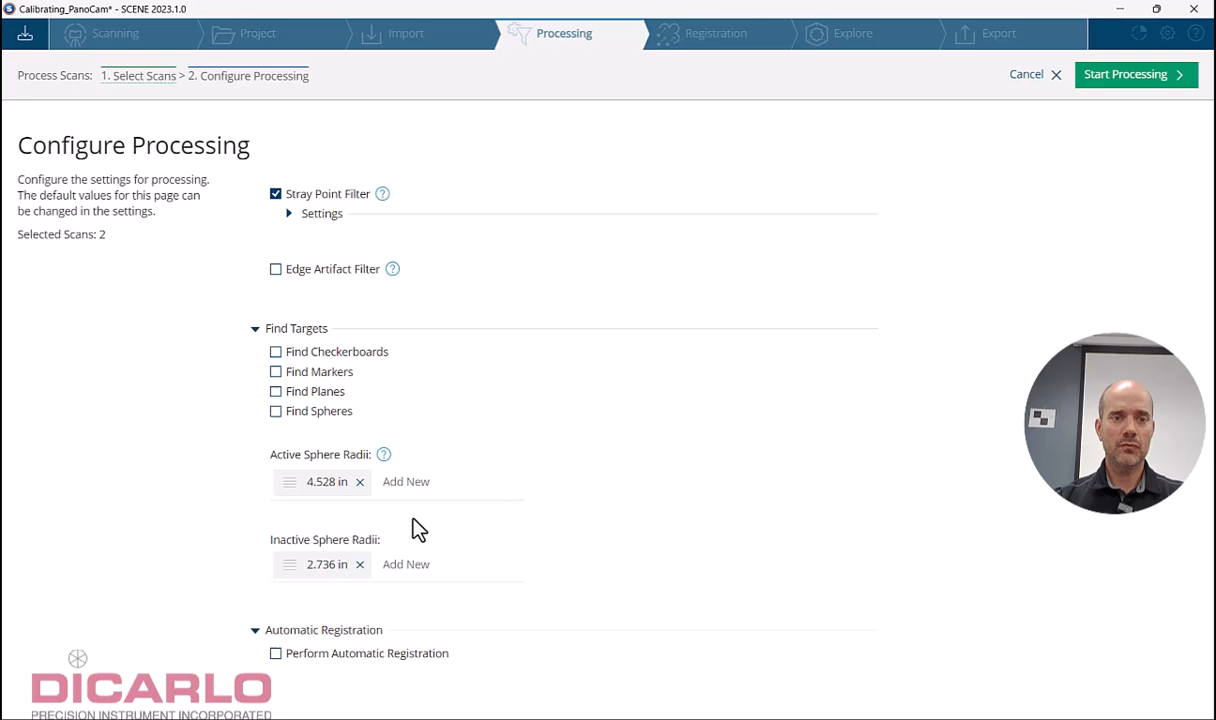 Calibrating_PanoCam* - SCENE 2023.1.0
Scanning
Project
Import
Processing
Registration
Explore
Export
Process Scans: 1. Select Scans > 2. Configure Processing
Cancel
Start Processing
Configure Processing
Configure the settings for processing.
The default values for this page can
be changed in the settings.
Selected Scans: 2
Stray Point Filter ?
Settings
Edge Artifact Filter ?
Find Targets
Find Checkerboards
Find Markers
Find Planes
Find Spheres
Active Sphere Radii: ?
4.528 in Add New
Inactive Sphere Radii:
2.736 in Add New
Automatic Registration
Perform Automatic Registration
DICARLO
PRECISION INSTRUMENT INCORPORATED